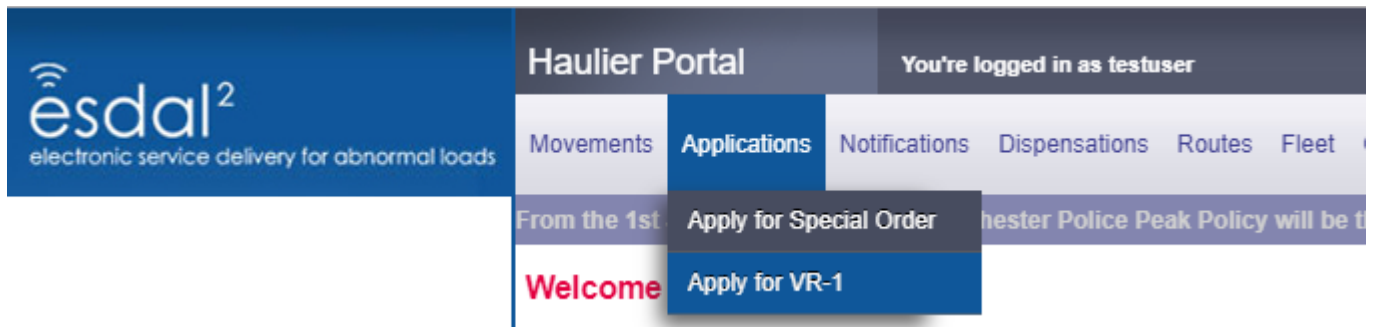 esdal2
electronic service delivery for abnormal loads
Haulier Portal
You're logged in as testuser
Movements Applications Notifications Dispensations Routes Fleet
Apply for Special Order
Apply for VR-1
From the 1st hester Police Peak Policy will be
Welcome